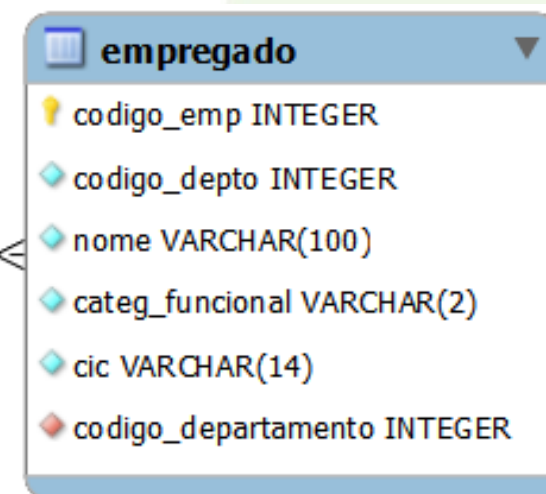 empregado
codigo_emp INTEGER
codigo_depto INTEGER
nome VARCHAR(100)
categ_funcional VARCHAR(2)
cic VARCHAR(14)
codigo_departamento INTEGER